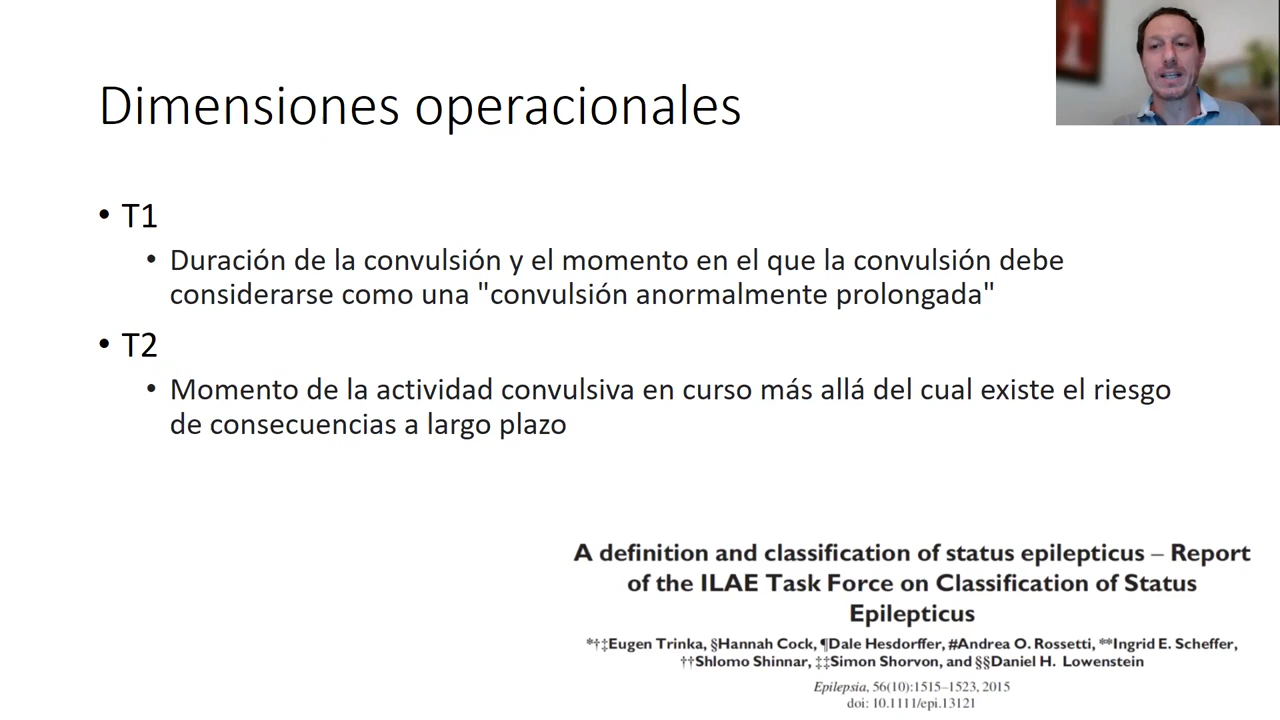 Dimensiones operacionales
• T1
• Duración de la convulsión y el momento en el que la convulsión debe
considerarse como una "convulsión anormalmente prolongada"
• T2
• Momento de la actividad convulsiva en curso más allá del cual existe el riesgo
de consecuencias a largo plazo
A definition and classification of status epilepticus – Report
of the ILAE Task Force on Classification of Status
Epilepticus
*†‡Eugen Trinka, §Hannah Cock, ¶Dale Hesdorffer, #Andrea O. Rossetti, **Ingrid E. Scheffer,
††Shlomo Shinnar, ‡‡Simon Shorvon, and §§Daniel H. Lowenstein
Epilepsia, 56(10):1515–1523, 2015
doi: 10.1111/epi.13121